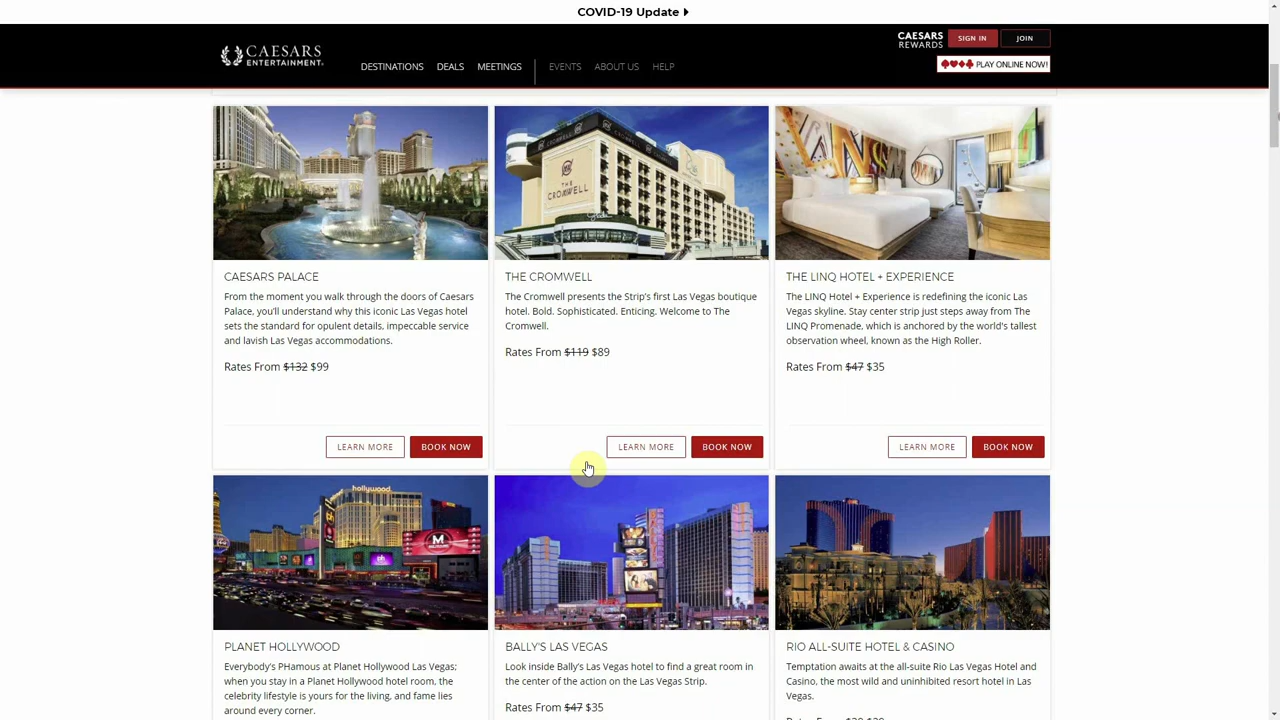 COVID-19 Update
CAESARS ENTERTAINMENT.
DESTINATIONS DEALS MEETINGS EVENTS ABOUT US HELP
CAESARS REWARDS SIGN IN JOIN
PLAY ONLINE NOW!
THE CROMWELL
THE CROMWELL
LINQ
CAESARS PALACE
From the moment you walk through the doors of Caesars
Palace, you'll understand why this iconic Las Vegas hotel
sets the standard for opulent details, impeccable service
and lavish Las Vegas accommodations.
Rates From $132 $99
LEARN MORE BOOK NOW
THE CROMWELL
The Cromwell presents the Strip's first Las Vegas boutique
hotel. Bold. Sophisticated. Enticing. Welcome to The
Cromwell.
Rates From $119 $89
LEARN MORE BOOK NOW
THE LINQ HOTEL + EXPERIENCE
The LINQ Hotel + Experience is redefining the iconic Las
Vegas skyline. Stay center strip just steps away from The
LINQ Promenade, which is anchored by the world's tallest
observation wheel, known as the High Roller.
Rates From $47 $35
LEARN MORE BOOK NOW
hollywood
ph
PLANET HOLLYWOOD
Everybody's PHamous at Planet Hollywood Las Vegas;
when you stay in a Planet Hollywood hotel room, the
celebrity lifestyle is yours for the living, and fame lies
around every corner.
BALLY'S LAS VEGAS
Look inside Bally's Las Vegas hotel to find a great room in
the center of the action on the Las Vegas Strip.
Rates From $47 $35
RIO ALL-SUITE HOTEL & CASINO
Temptation awaits at the all-suite Rio Las Vegas Hotel and
Casino, the most wild and uninhibited resort hotel in Las
Vegas.